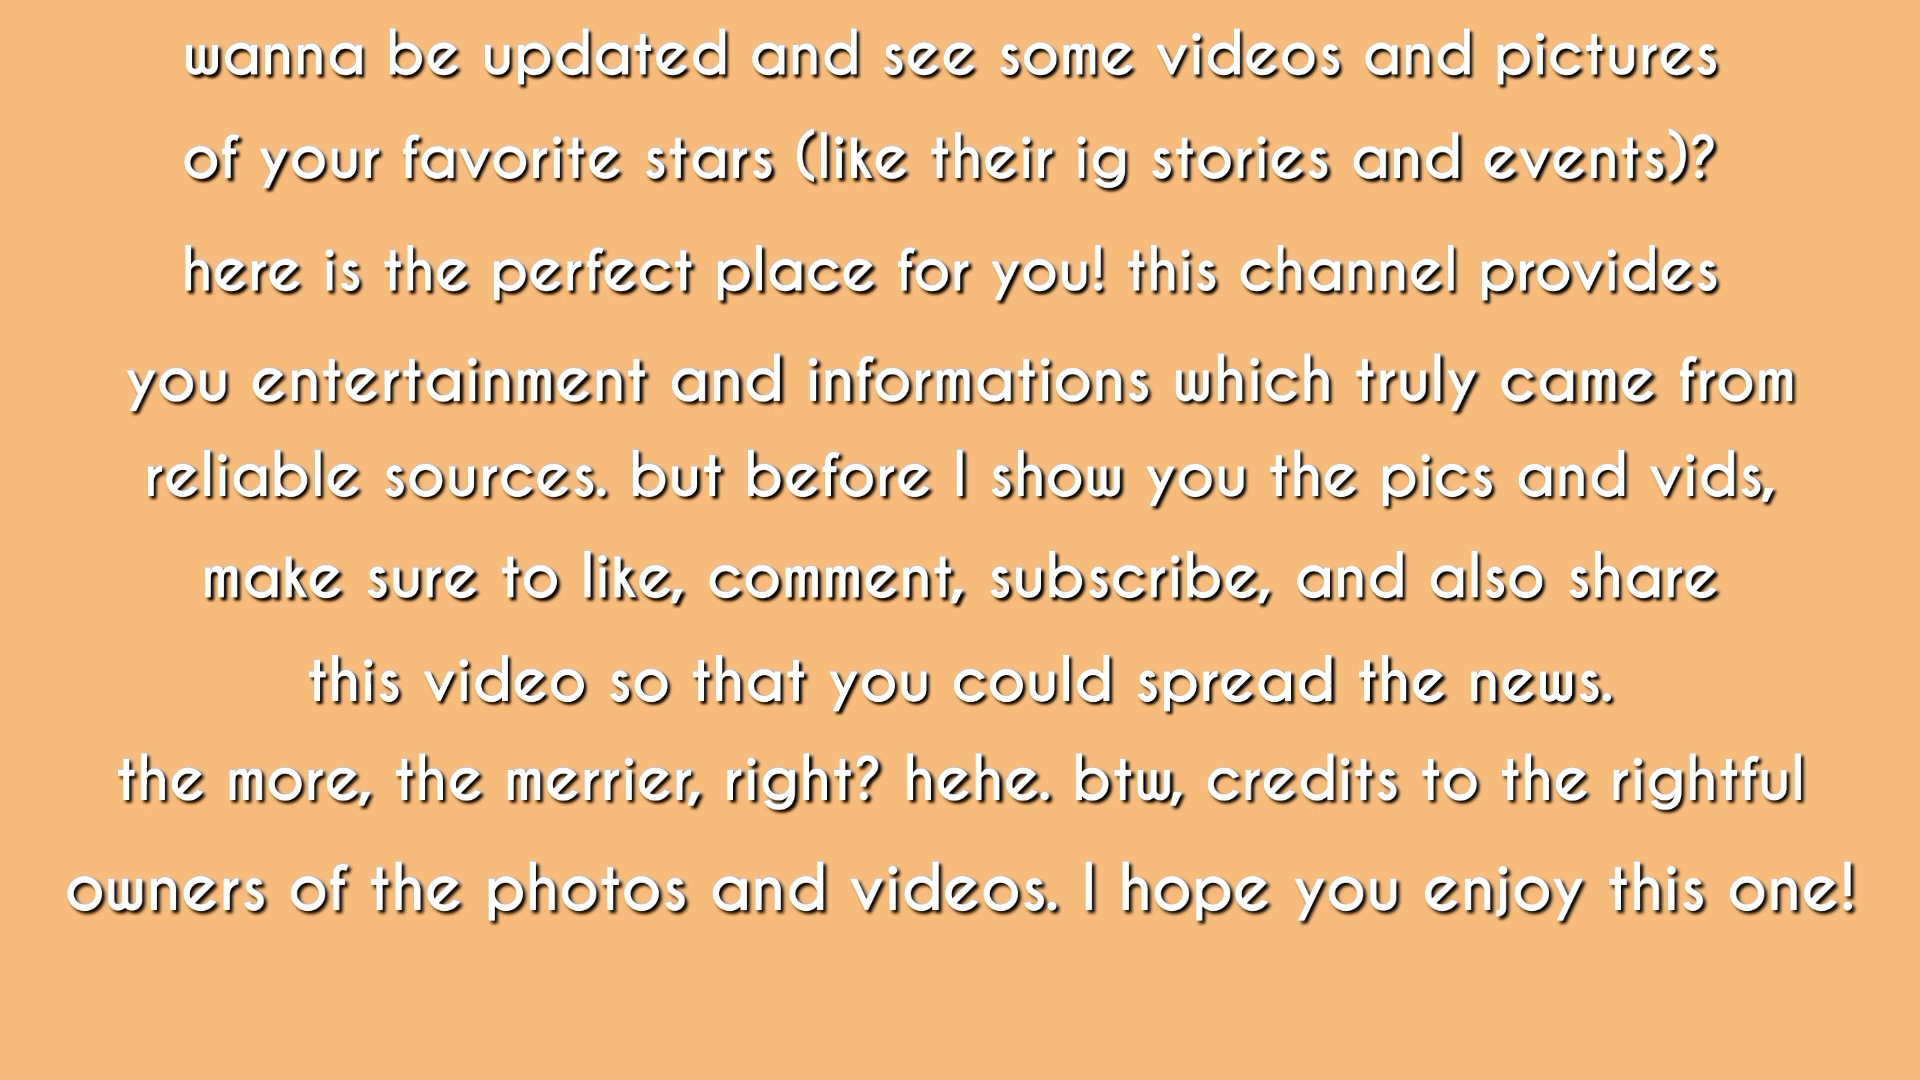 wanna be updated and see some videos and pictures
of your favorite stars (like their ig stories and events)?
here is the perfect place for you! this channel provides
you entertainment and informations which truly came from
reliable sources. but before I show you the pics and vids,
make sure to like, comment, subscribe, and also share
this video so that you could spread the news.
the more, the merrier, right? hehe. btw, credits to the rightful
owners of the photos and videos. I hope you enjoy this one!